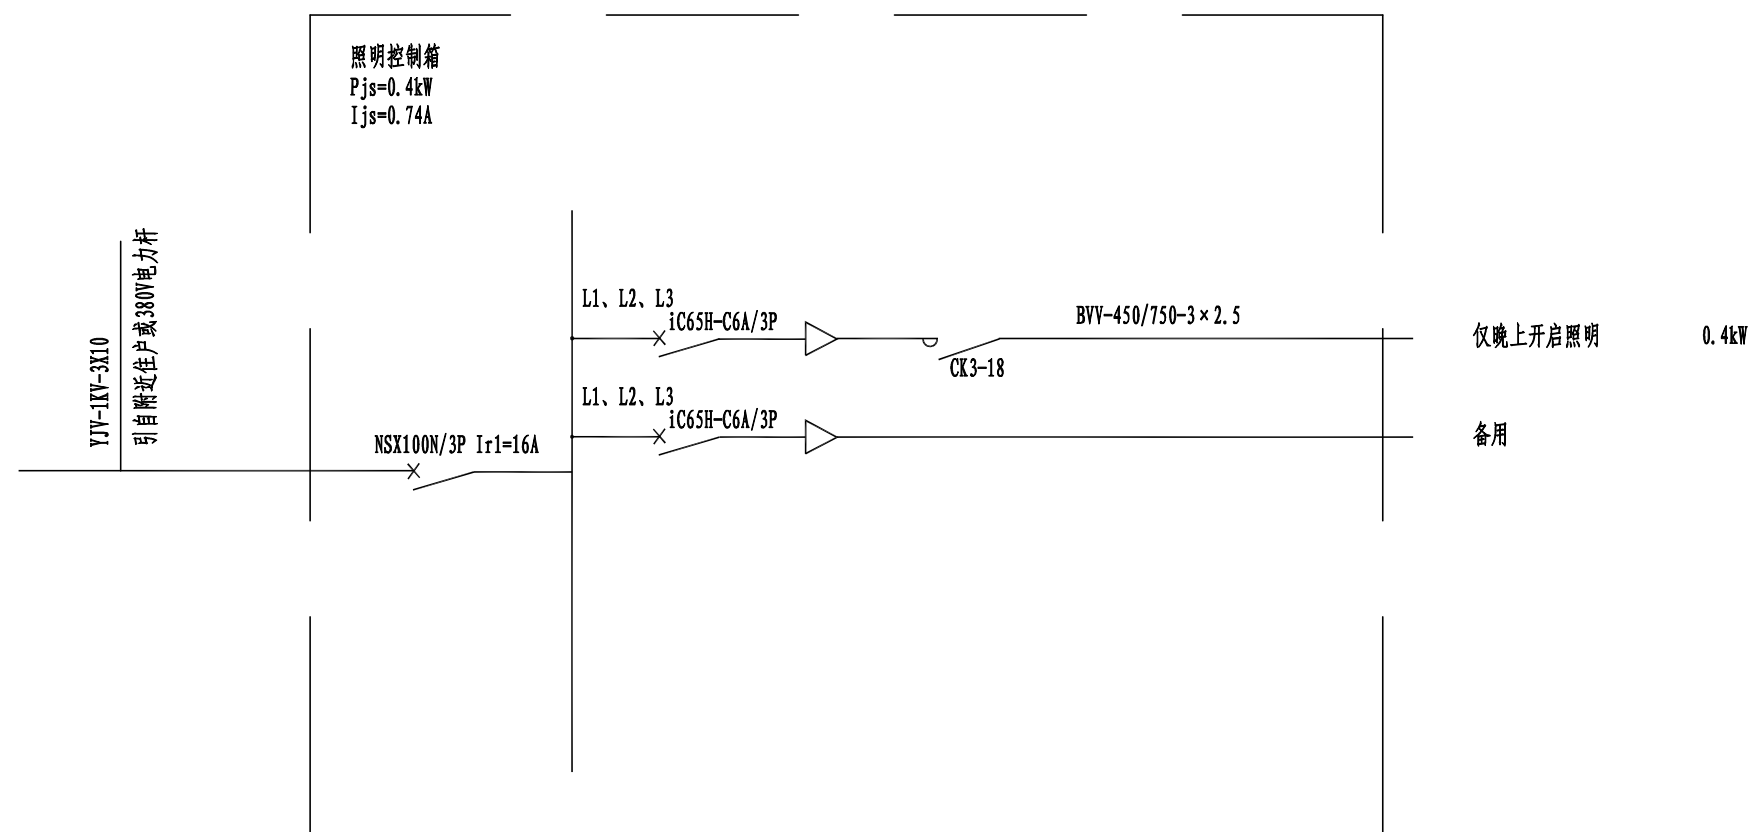 照明控制箱
Pjs=0.4kW
Ijs=0.74A
YJV-1KV-3X10
引自附近住户或380V电力杆
NSX100N/3P Ir1=16A
L1、L2、L3
iC65H-C6A/3P
CK3-18
BVV-450/750-3×2.5
仅晚上开启照明
0.4kW
L1、L2、L3
iC65H-C6A/3P
备用